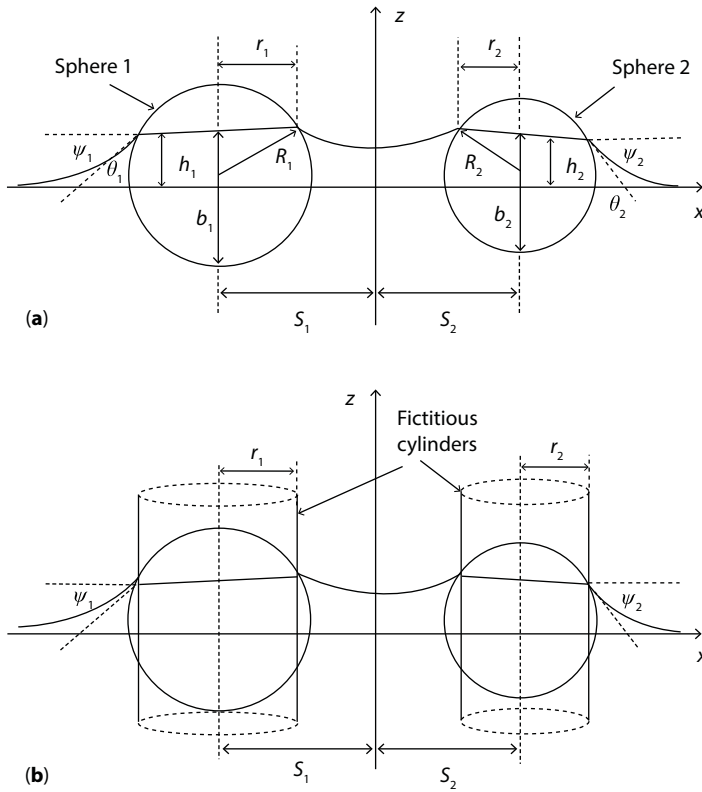 z
r₁
r₂
Sphere 1
Sphere 2
ψ₁
θ₁
h₁
R₁
R₂
h₂
ψ₂
θ₂
b₁
b₂
x
S₁
S₂
(a)
z
Fictitious
cylinders
r₁
r₂
ψ₁
ψ₂
x
S₁
S₂
(b)